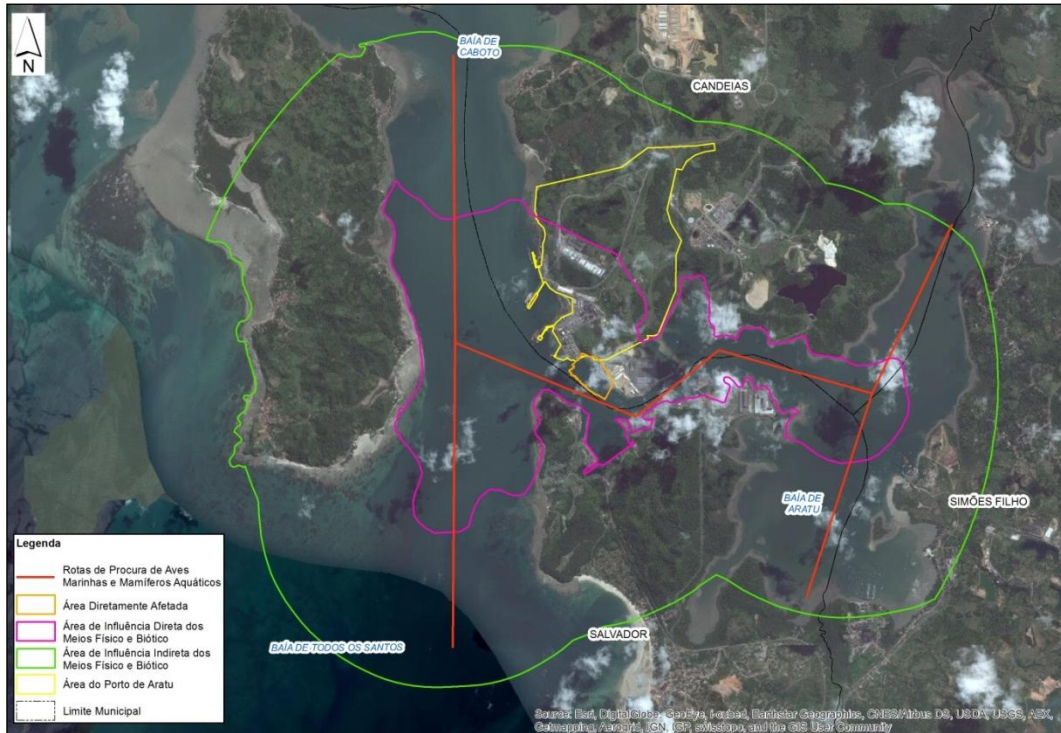 N
BAÍA DE
CABOTO
CANDEIAS
BAÍA DE
ARATU
SIMÕES FILHO
SALVADOR
BAÍA DE TODOS OS SANTOS
Legenda
Rotas de Procura de Aves
Marinhas e Mamíferos Aquáticos
Área Diretamente Afetada
Área de Influência Direta dos
Meios Físico e Biótico
Área de Influência Indireta dos
Meios Físico e Biótico
Área do Porto de Aratu
Limite Municipal
Source: Esri, DigitalGlobe, GeoEye, i-cubed, Earthstar Geographics, CNES/Airbus DS, USDA, USGS, AEX,
Getmapping, Aerogrid, IGN, IGP, swisstopo, and the GIS User Community